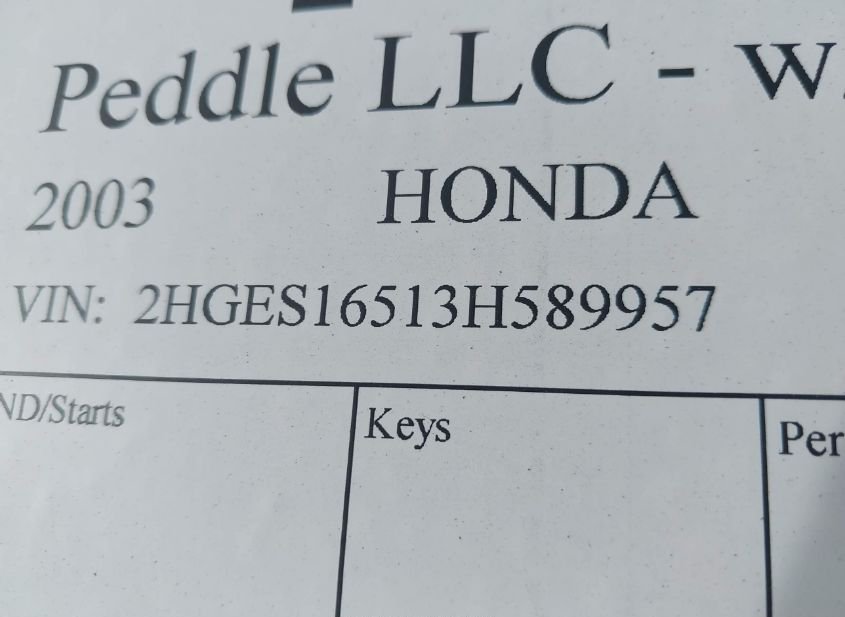 Peddle LLC - W
2003 HONDA
VIN: 2HGES16513H589957
ND/Starts Keys Per